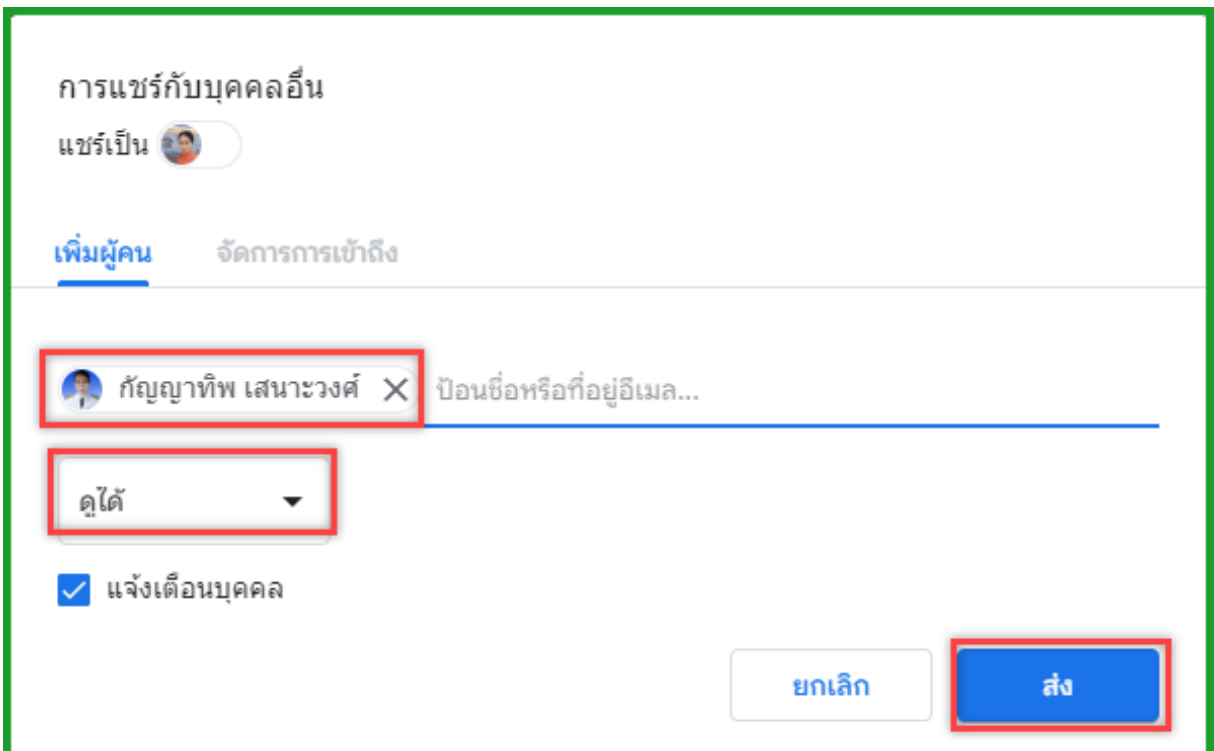 การแชร์กับบุคคลอื่น
แชร์เป็น
เพิ่มผู้คน จัดการการเข้าถึง
กัญญาทิพ เสนาะวงศ์ ป้อนชื่อหรือที่อยู่อีเมล...
ดูได้
แจ้งเตือนบุคคล
ยกเลิก ส่ง